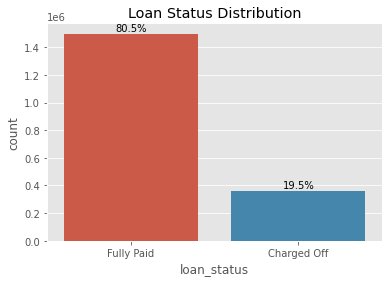 Loan Status Distribution
1e6
80.5%
1.4
1.2
1.0
0.8
0.6
0.4
0.2
0.0
count
19.5%
Fully Paid
Charged Off
loan_status